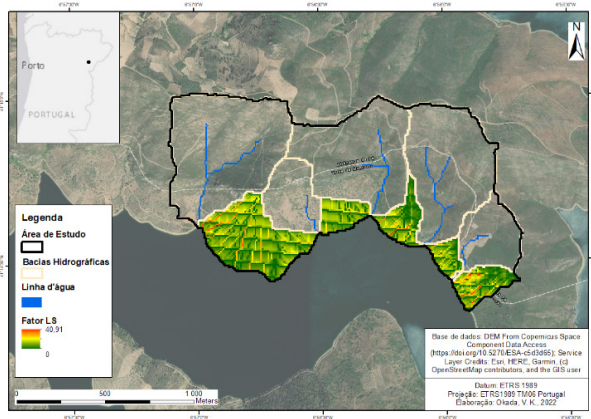 Porto
PORTUGAL
N
Legenda
Área de Estudo
Bacias Hidrográficas
Linha d'água
Fator LS
40.91
0
0
500
1 000
Meters
Base de dados: DEM From Copernicus Space
Component Data Access
(https://doi.org/10.5270/ESA-c5d3d65); Service
Layer Credits: Esri, HERE, Garmin, (c)
OpenStreetMap contributors, and the GIS user
Datum: ETRS 1989
Projeção: ETRS1989 TM06 Portugal
Elaboração: Okada, V. K., 2022